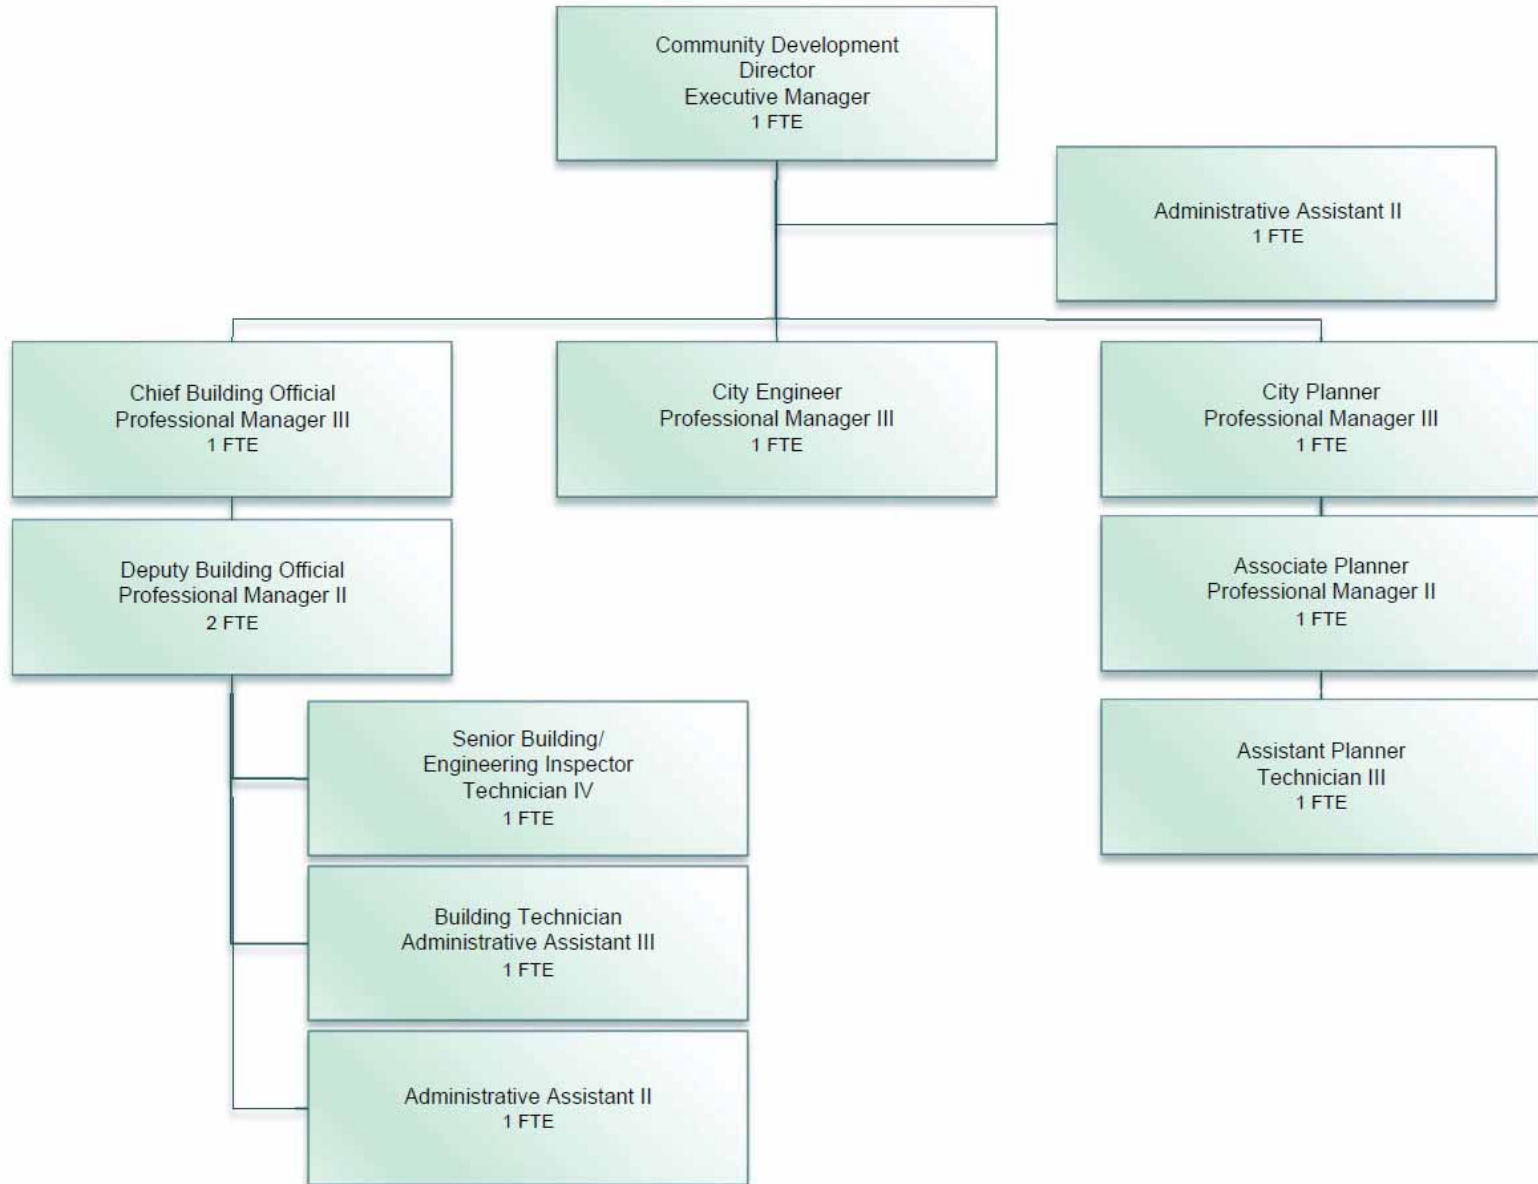 Community Development
Director
Executive Manager
1 FTE
Administrative Assistant II
1 FTE
Chief Building Official
Professional Manager III
1 FTE
City Engineer
Professional Manager III
1 FTE
City Planner
Professional Manager III
1 FTE
Deputy Building Official
Professional Manager II
2 FTE
Associate Planner
Professional Manager II
1 FTE
Senior Building/
Engineering Inspector
Technician IV
1 FTE
Assistant Planner
Technician III
1 FTE
Building Technician
Administrative Assistant III
1 FTE
Administrative Assistant II
1 FTE